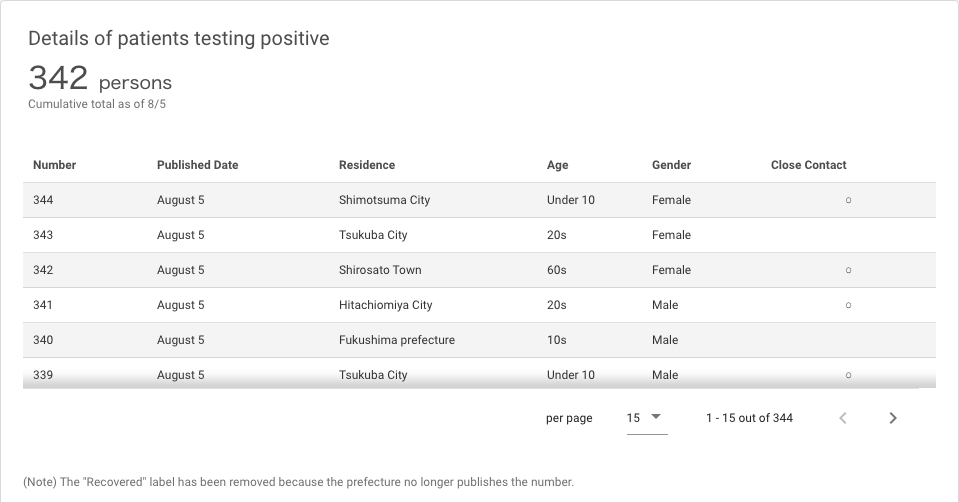 Details of patients testing positive
342 persons
Cumulative total as of 8/5
Number Published Date Residence Age Gender Close Contact
344 August 5 Shimotsuma City Under 10 Female ○
343 August 5 Tsukuba City 20s Female
342 August 5 Shirosato Town 60s Female ○
341 August 5 Hitachiomiya City 20s Male ○
340 August 5 Fukushima prefecture 10s Male
339 August 5 Tsukuba City Under 10 Male ○
per page 15 1 - 15 out of 344
(Note) The "Recovered" label has been removed because the prefecture no longer publishes the number.